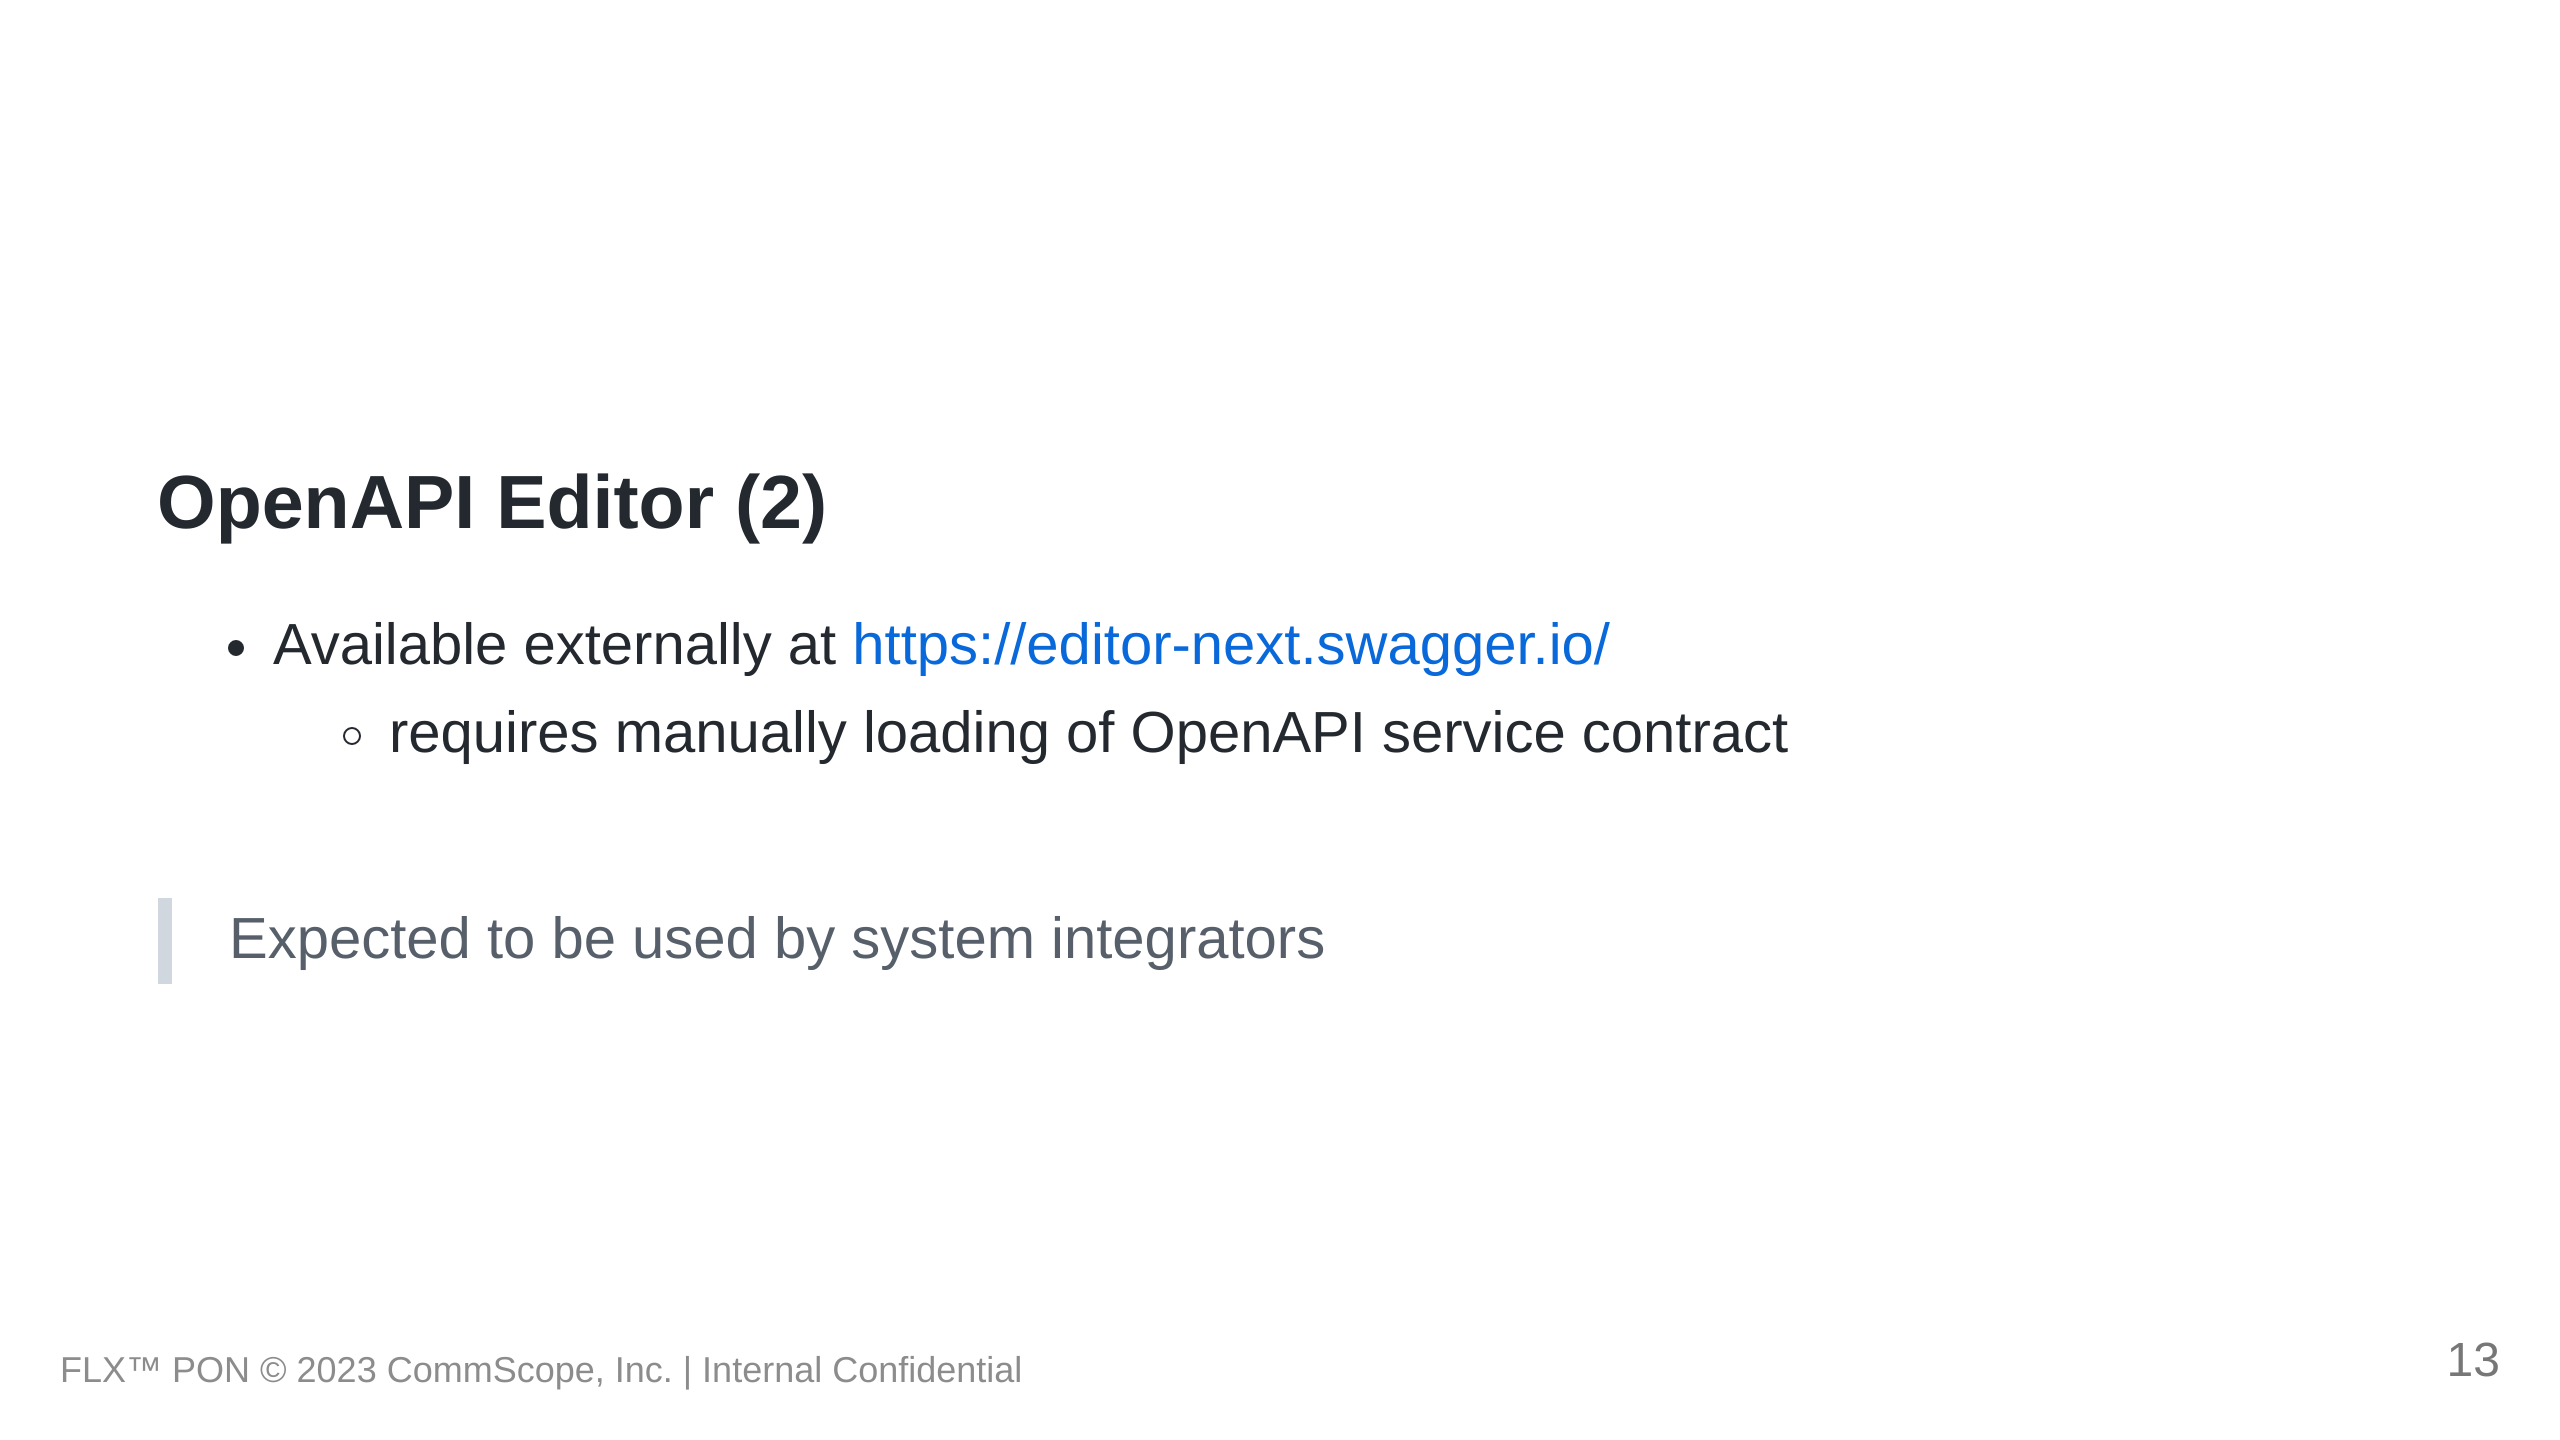 OpenAPI Editor (2)
• Available externally at https://editor-next.swagger.io/
◦ requires manually loading of OpenAPI service contract
Expected to be used by system integrators
FLX™ PON © 2023 CommScope, Inc. | Internal Confidential
13